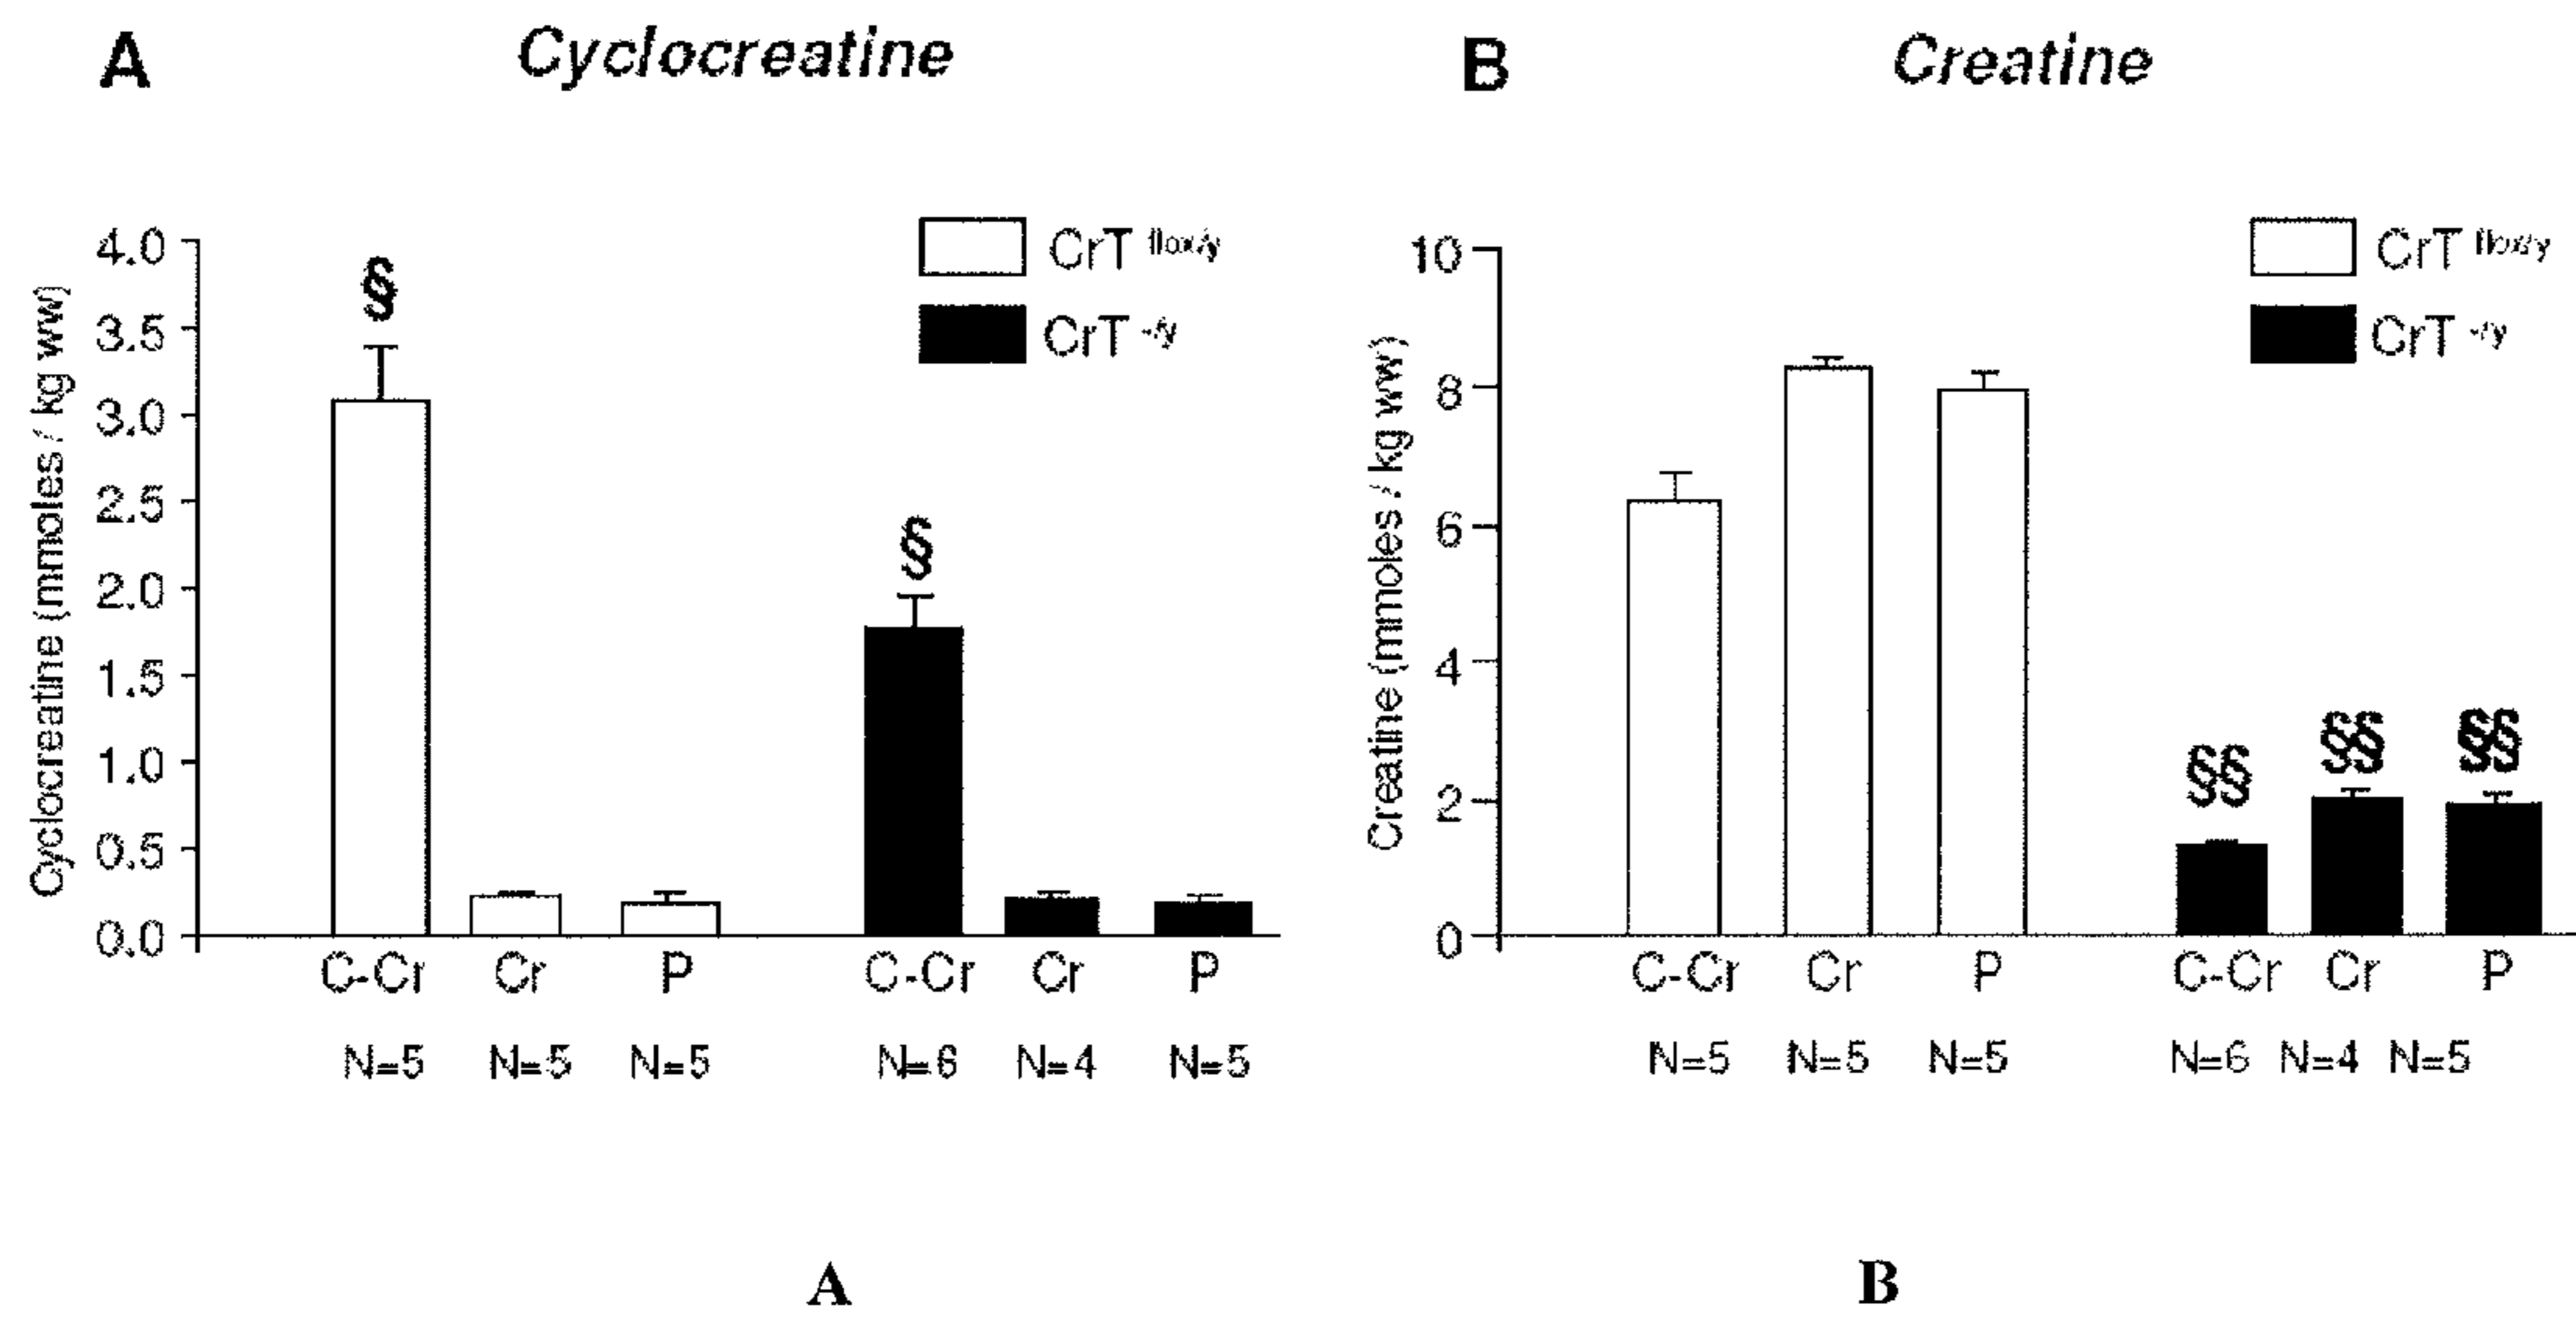 A Cyclocreatine
Cyclocreatine (mmoles / kg ww)
4.0
3.5
3.0
2.5
2.0
1.5
1.0
0.5
0.0
CrT flox/y
CrT -/y
§
§
C-Cr Cr P C-Cr Cr P
N=5 N=5 N=5 N=6 N=4 N=5
B Creatine
Creatine (mmoles / kg ww)
10
8
6
4
2
0
CrT flox/y
CrT -/y
§§ §§ §§
C-Cr Cr P C-Cr Cr P
N=5 N=5 N=5 N=6 N=4 N=5
A B